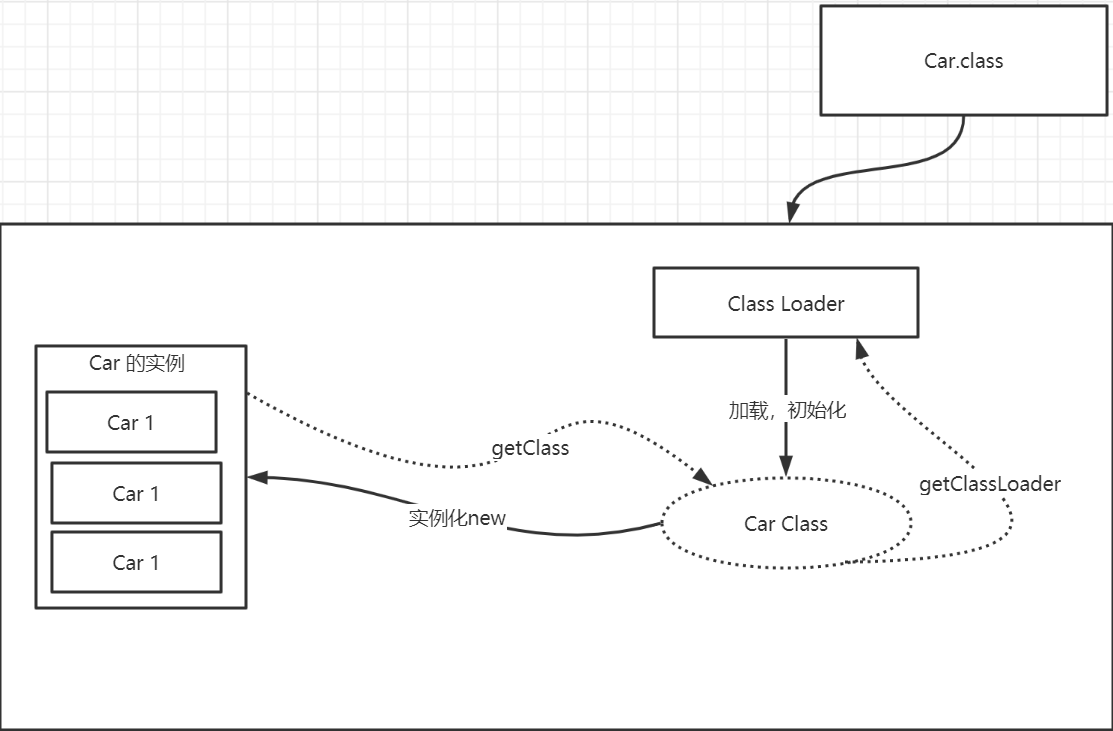 Car.class
Class Loader
Car 的实例
Car 1
加载，初始化
getClass
getClassLoader
Car 1
实例化new
Car Class
Car 1